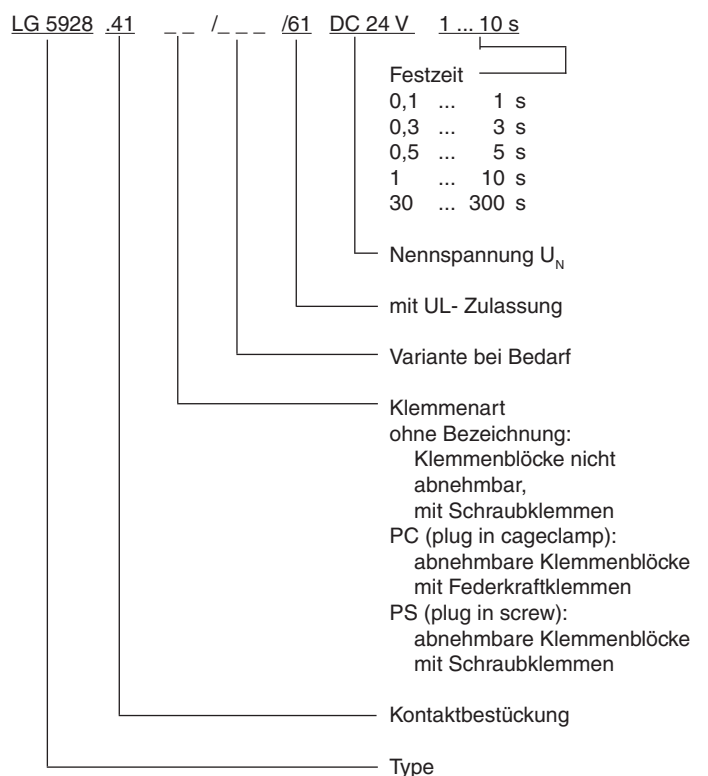 LG 5928 .41 _ _ /_ _ _ /61 DC 24 V 1 ... 10 s
Festzeit
0,1 ... 1 s
0,3 ... 3 s
0,5 ... 5 s
1 ... 10 s
30 ... 300 s
Nennspannung UN
mit UL- Zulassung
Variante bei Bedarf
Klemmenart
ohne Bezeichnung:
Klemmenblöcke nicht
abnehmbar,
mit Schraubklemmen
PC (plug in cageclamp):
abnehmbare Klemmenblöcke
mit Federkraftklemmen
PS (plug in screw):
abnehmbare Klemmenblöcke
mit Schraubklemmen
Kontaktbestückung
Type